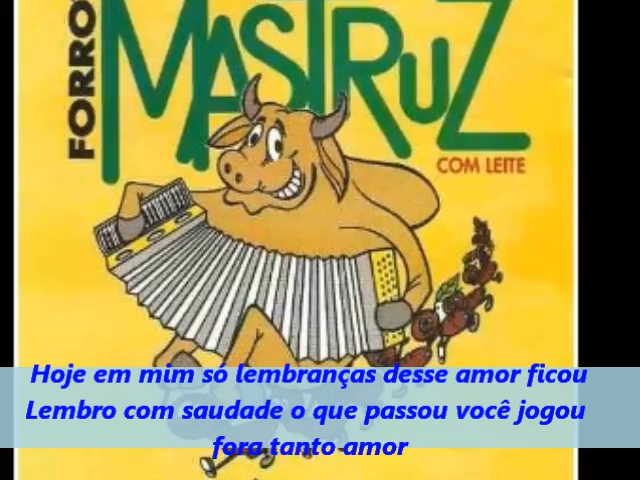 FORRÓ
MASTRUZ
COM LEITE
Hoje em mim só lembranças desse amor ficou
Lembro com saudade o que passou você jogou
fora tanto amor